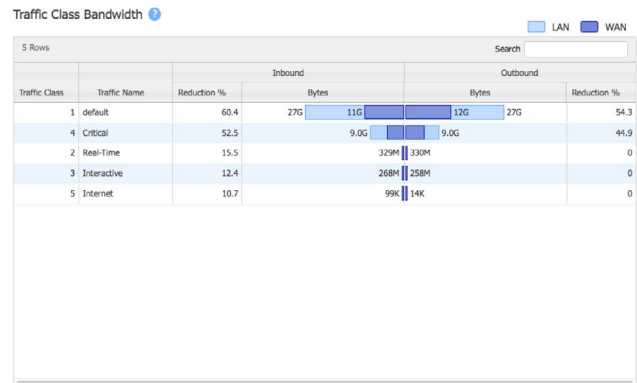 Traffic Class Bandwidth ?
LAN WAN
5 Rows Search
Inbound Outbound
Traffic Class Traffic Name Reduction % Bytes Bytes Reduction %
1 default 60.4 27G 11G 12G 27G 54.3
4 Critical 52.5 9.0G 9.0G 44.9
2 Real-Time 15.5 329M 330M 0
3 Interactive 12.4 268M 258M 0
5 Internet 10.7 99K 14K 0